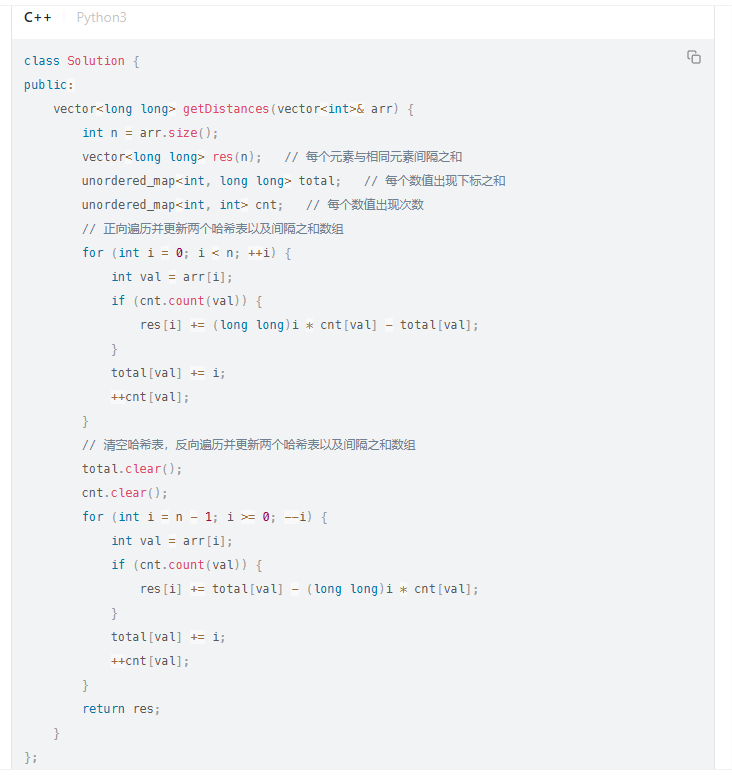 C++ Python3
class Solution {
public:
    vector<long long> getDistances(vector<int>& arr) {
        int n = arr.size();
        vector<long long> res(n);   // 每个元素与相同元素间隔之和
        unordered_map<int, long long> total;   // 每个数值出现下标之和
        unordered_map<int, int> cnt;   // 每个数值出现次数
        // 正向遍历并更新两个哈希表以及间隔之和数组
        for (int i = 0; i < n; ++i) {
            int val = arr[i];
            if (cnt.count(val)) {
                res[i] += (long long)i * cnt[val] - total[val];
            }
            total[val] += i;
            ++cnt[val];
        }
        // 清空哈希表，反向遍历并更新两个哈希表以及间隔之和数组
        total.clear();
        cnt.clear();
        for (int i = n - 1; i >= 0; --i) {
            int val = arr[i];
            if (cnt.count(val)) {
                res[i] += total[val] - (long long)i * cnt[val];
            }
            total[val] += i;
            ++cnt[val];
        }
        return res;
    }
};